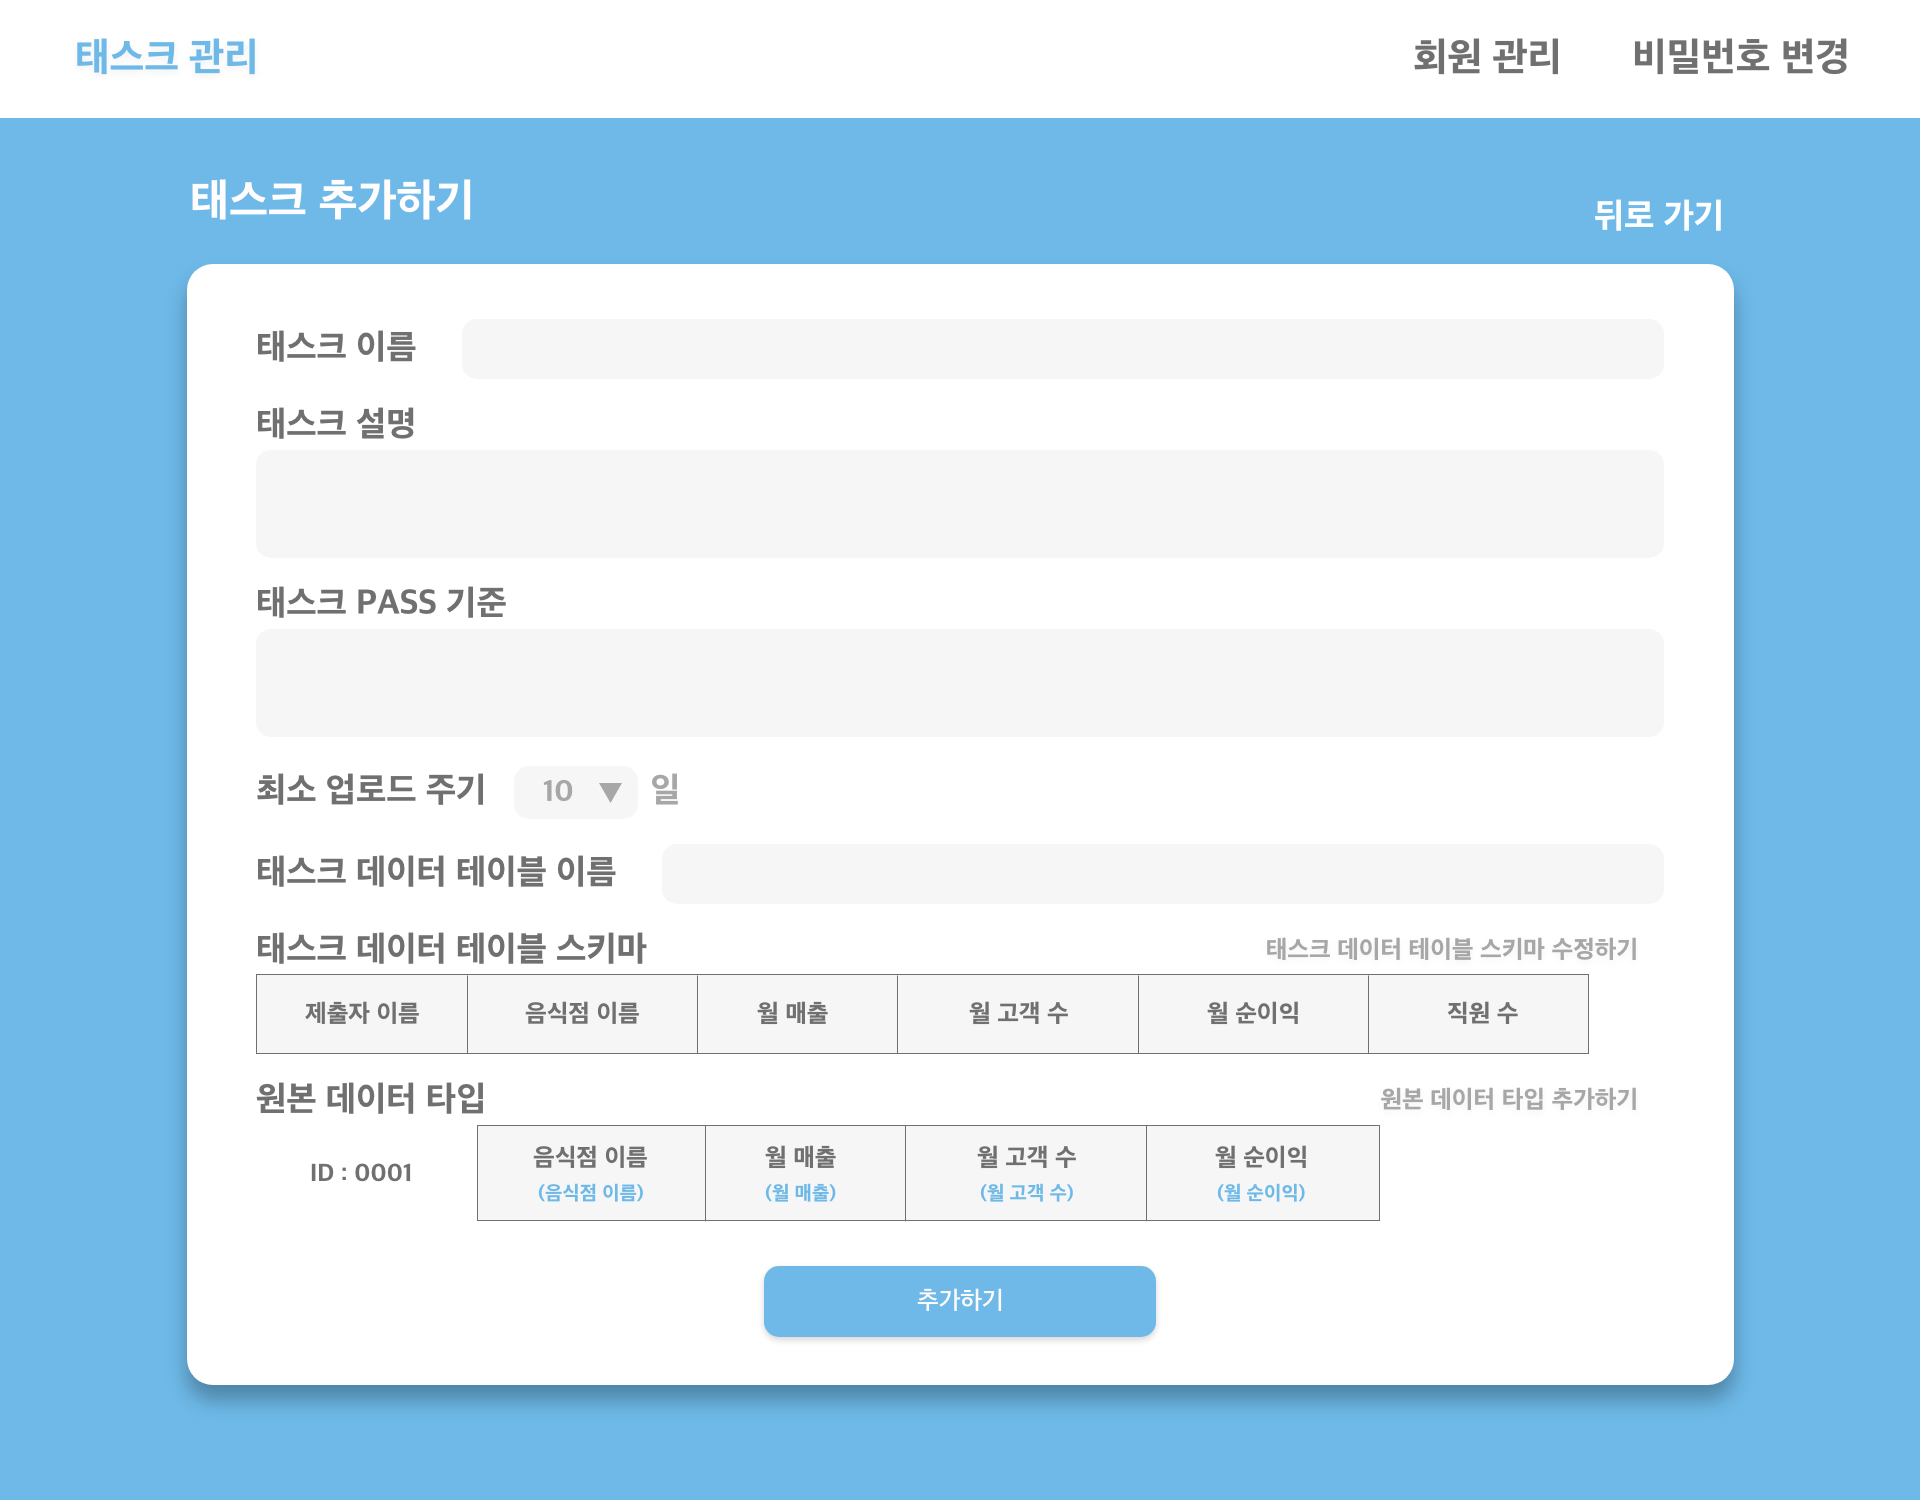 태스크 관리 회원 관리 비밀번호 변경
태스크 추가하기
뒤로 가기
태스크 이름
태스크 설명
태스크 PASS 기준
최소 업로드 주기 10 ▼ 일
태스크 데이터 테이블 이름
태스크 데이터 테이블 스키마 태스크 데이터 테이블 스키마 수정하기
제출자 이름 음식점 이름 월 매출 월 고객 수 월 순이익 직원 수
원본 데이터 타입 원본 데이터 타입 추가하기
음식점 이름 월 매출 월 고객 수 월 순이익
ID : 0001
(음식점 이름) (월 매출) (월 고객 수) (월 순이익)
추가하기